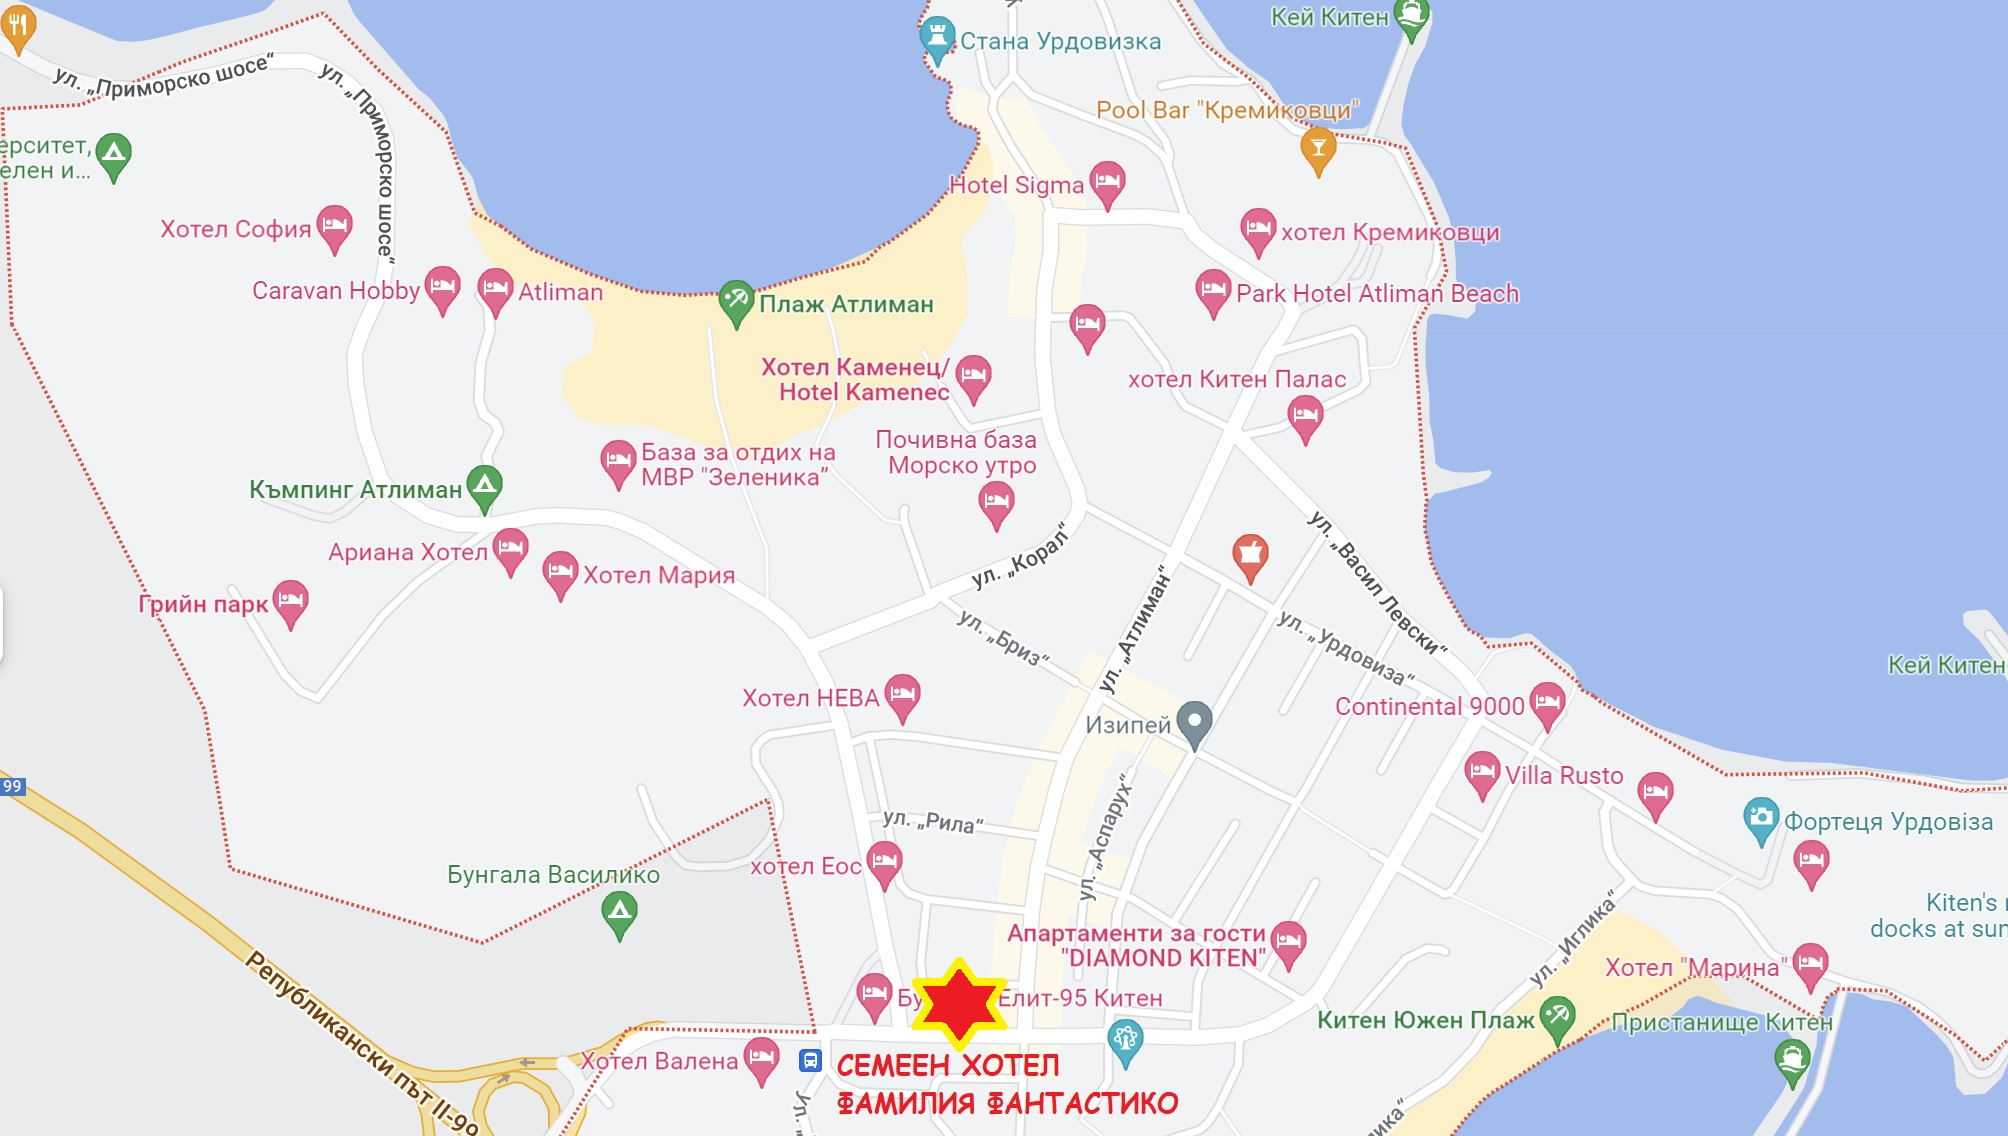 Кей Китен
Стана Урдовизка
ул. „Приморско шосе“
ул. „Приморско шосе“
Pool Bar "Кремиковци"
ерситет,
елен и...
Hotel Sigma
Хотел София
хотел Кремиковци
Caravan Hobby
Atliman
Плаж Атлиман
Park Hotel Atliman Beach
Хотел Каменец/
Hotel Kamenec
хотел Китен Палас
Почивна база
Морско утро
База за отдих на
МВР "Зеленика"
Къмпинг Атлиман
Ариана Хотел
Хотел Мария
ул. „Корал“
ул. „Васил Левски“
Грийн парк
ул. „Бриз“
ул. „Атлиман“
ул. „Урдовиза“
Кей Китен
Хотел НЕВА
Изипей
Continental 9000
Villa Rusto
99
ул. „Рила“
ул. „Аспарух“
Фортеця Урдовіза
хотел Еос
Бунгала Василико
Kiten's
docks at sun
Апартаменти за гости
"DIAMOND KITEN"
ул. „Иглика“
Хотел "Марина"
Републикански път II-99
Бу
Елит-95 Китен
Китен Южен Плаж
Пристанище Китен
Хотел Валена
СЕМЕЕН ХОТЕЛ
ФАМИЛИЯ ФАНТАСТИКО
ул.
лика“